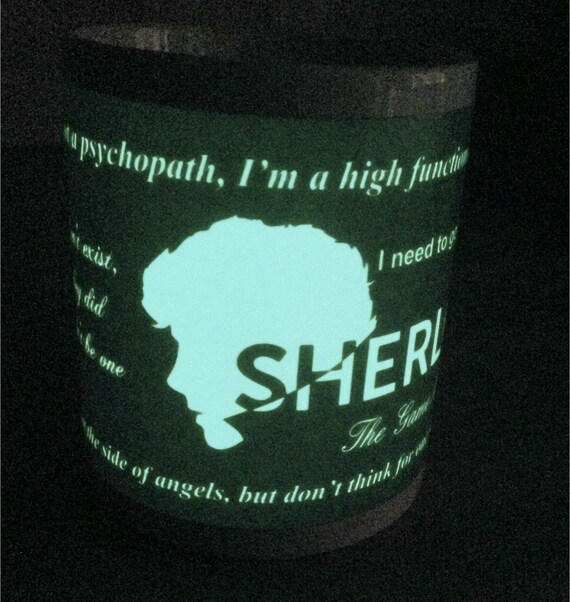 a psychopath, I'm a high function
exist,
I need to g
did
be one
SHERL
The Game
the side of angels, but don't think for one